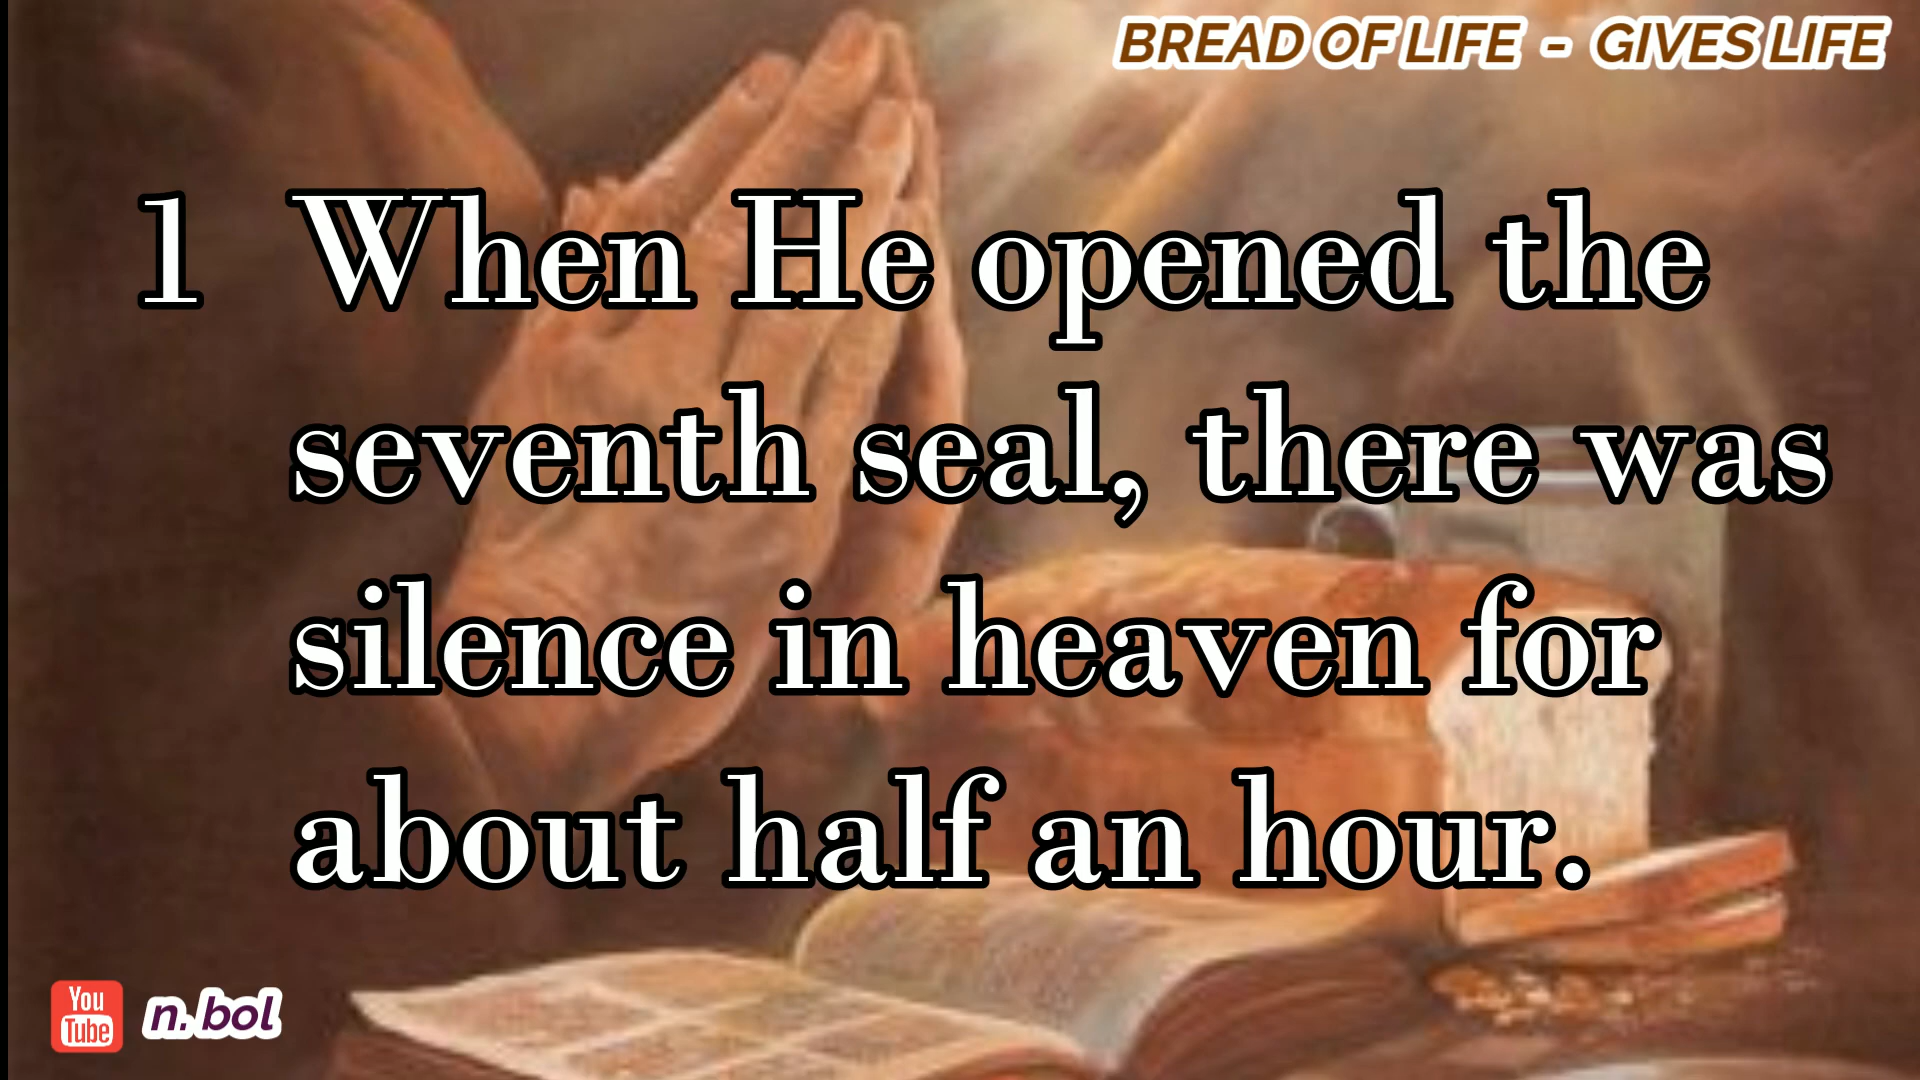 BREAD OF LIFE - GIVES LIFE
1 When He opened the
seventh seal, there was
silence in heaven for
about half an hour.
You
Tube
n.bol